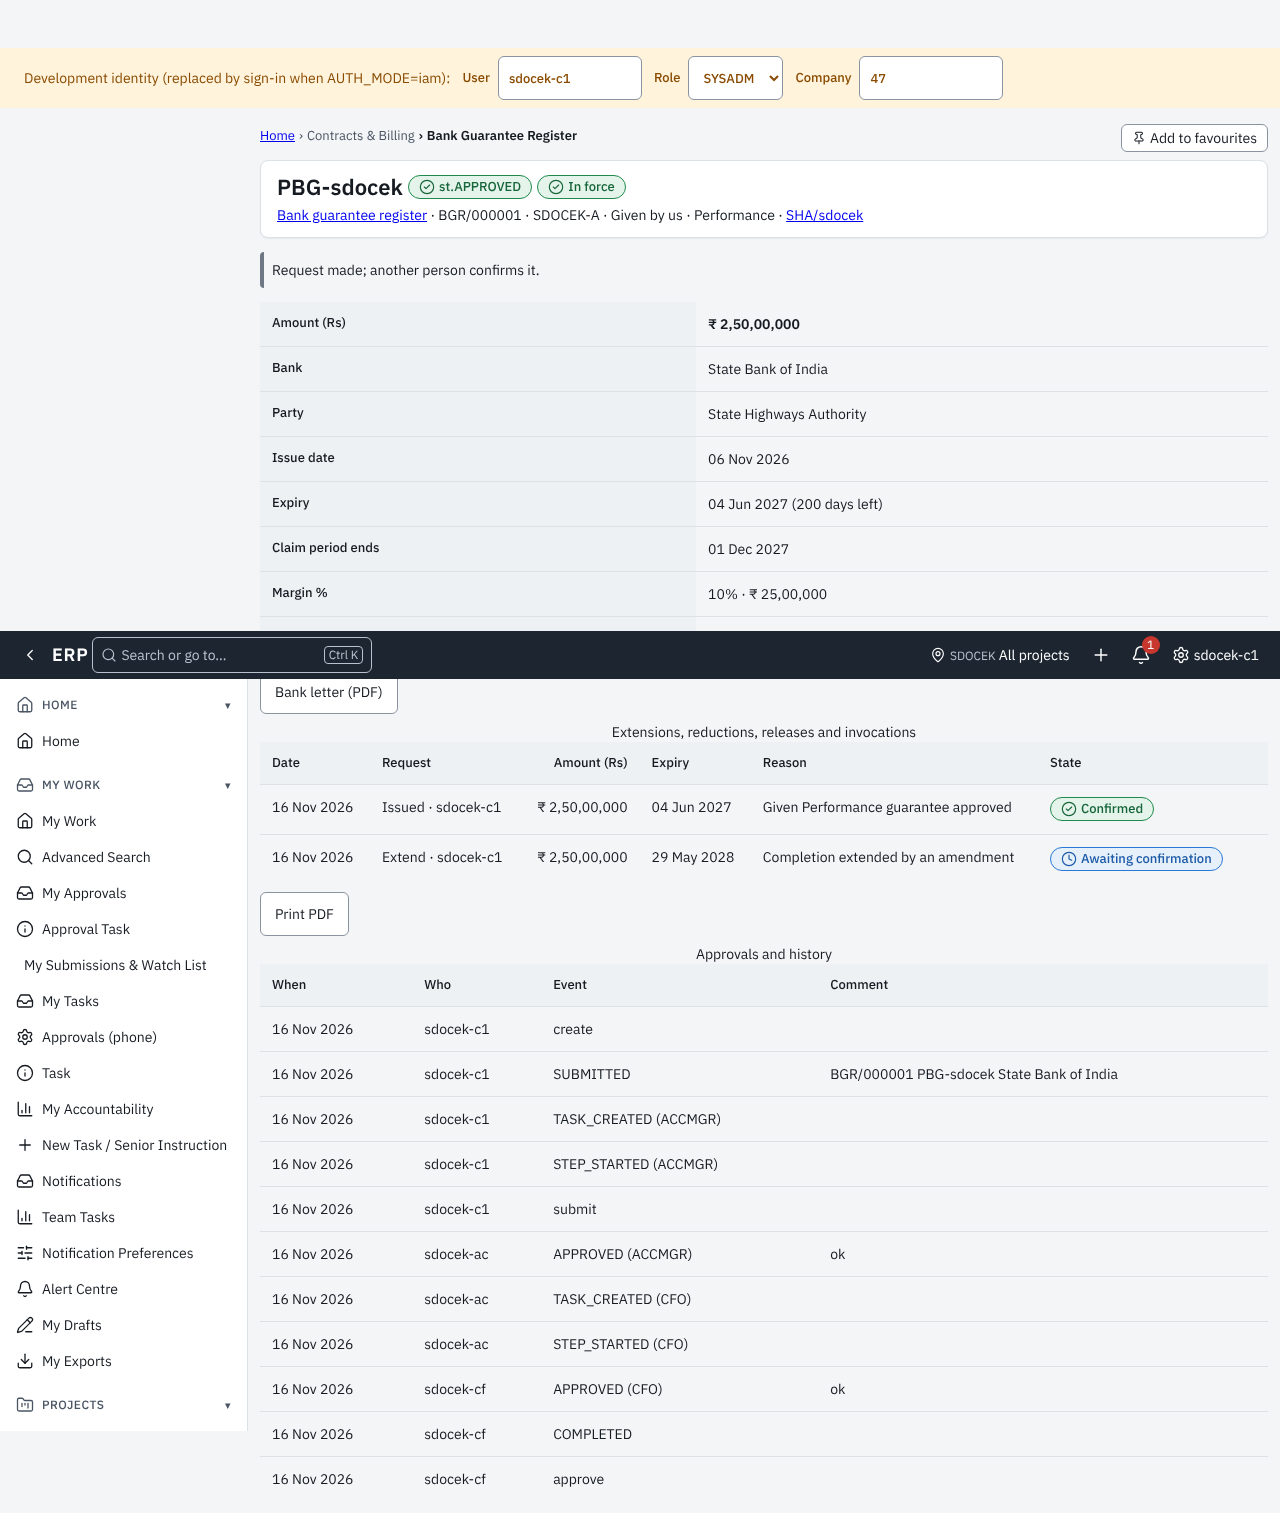 Development identity (replaced by sign-in when AUTH_MODE=iam): User sdocek-c1 Role SYSADM Company 47
Home › Contracts & Billing › Bank Guarantee Register
Add to favourites
PBG-sdocek st.APPROVED In force
Bank guarantee register · BGR/000001 · SDOCEK-A · Given by us · Performance · SHA/sdocek
Request made; another person confirms it.
Amount (Rs) ₹ 2,50,00,000
Bank State Bank of India
Party State Highways Authority
Issue date 06 Nov 2026
Expiry 04 Jun 2027 (200 days left)
Claim period ends 01 Dec 2027
Margin % 10% · ₹ 25,00,000
ERP Search or go to... Ctrl K SDOCEK All projects 1 sdocek-c1
HOME
Home
MY WORK
My Work
Advanced Search
My Approvals
Approval Task
My Submissions & Watch List
My Tasks
Approvals (phone)
Task
My Accountability
New Task / Senior Instruction
Notifications
Team Tasks
Notification Preferences
Alert Centre
My Drafts
My Exports
PROJECTS
Bank letter (PDF)
Extensions, reductions, releases and invocations
Date Request Amount (Rs) Expiry Reason State
16 Nov 2026 Issued · sdocek-c1 ₹ 2,50,00,000 04 Jun 2027 Given Performance guarantee approved Confirmed
16 Nov 2026 Extend · sdocek-c1 ₹ 2,50,00,000 29 May 2028 Completion extended by an amendment Awaiting confirmation
Print PDF
Approvals and history
When Who Event Comment
16 Nov 2026 sdocek-c1 create
16 Nov 2026 sdocek-c1 SUBMITTED BGR/000001 PBG-sdocek State Bank of India
16 Nov 2026 sdocek-c1 TASK_CREATED (ACCMGR)
16 Nov 2026 sdocek-c1 STEP_STARTED (ACCMGR)
16 Nov 2026 sdocek-c1 submit
16 Nov 2026 sdocek-ac APPROVED (ACCMGR) ok
16 Nov 2026 sdocek-ac TASK_CREATED (CFO)
16 Nov 2026 sdocek-ac STEP_STARTED (CFO)
16 Nov 2026 sdocek-cf APPROVED (CFO) ok
16 Nov 2026 sdocek-cf COMPLETED
16 Nov 2026 sdocek-cf approve